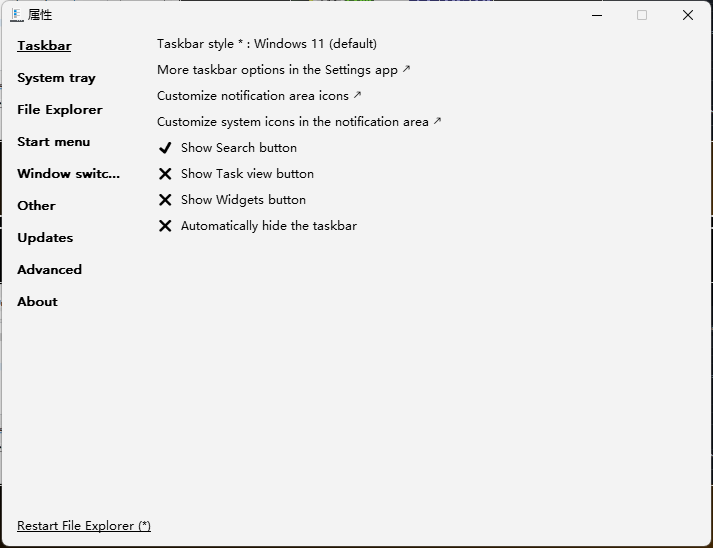 属性
Taskbar
System tray
File Explorer
Start menu
Window switc...
Other
Updates
Advanced
About
Taskbar style * : Windows 11 (default)
More taskbar options in the Settings app ↗
Customize notification area icons ↗
Customize system icons in the notification area ↗
Show Search button
Show Task view button
Show Widgets button
Automatically hide the taskbar
Restart File Explorer (*)